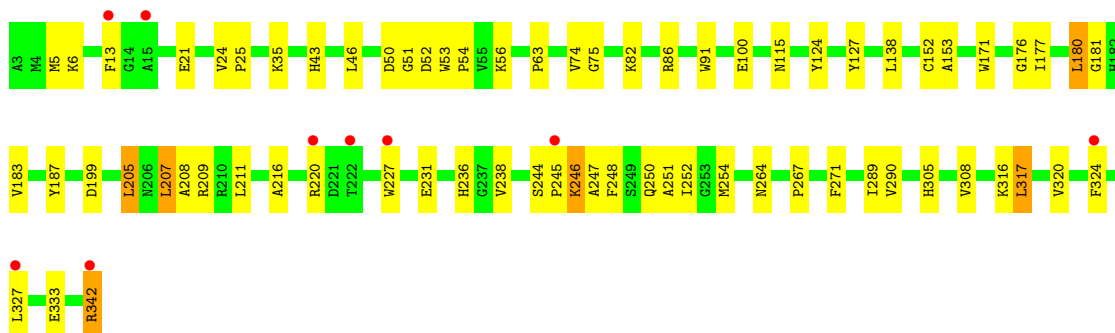 A3 M4 M5 K6 F13 G14 A15 E21 V24 P25 K35 H43 L46 D50 G51 D52 W53 P54 V55 K56 P63 V74 G75 K82 R86 W91 E100 N115 Y124 Y127 L138 C152 A153 W171 G176 I177 L180 G181 H182
V183 Y187 D199 L205 N206 L207 A208 R209 R210 L211 A216 R220 D221 T222 W227 E231 H236 G237 V238 S244 P245 K246 A247 F248 S249 Q250 A251 I252 G253 M254 N264 P267 F271 I289 V290 H305 V308 K316 L317 V320 F324
L327 E333 R342